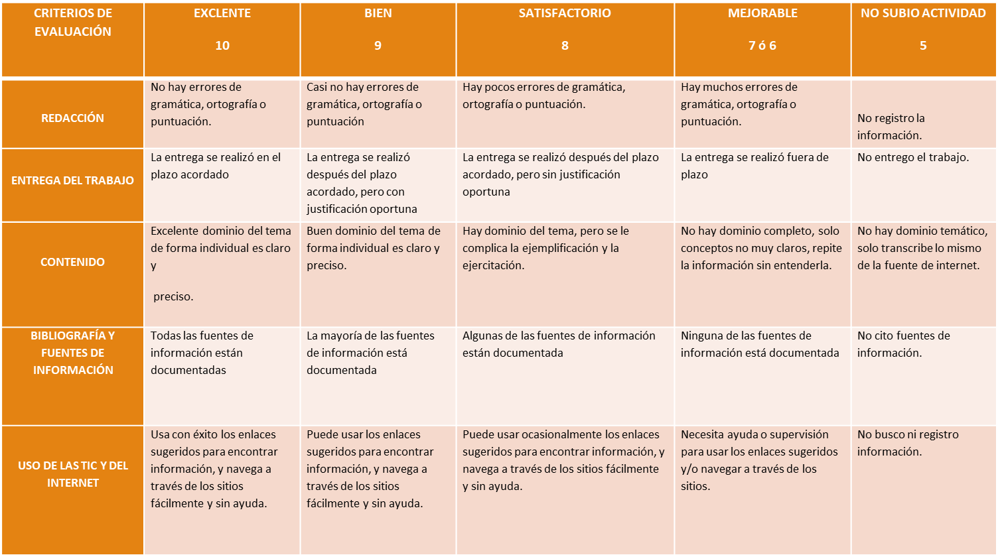 CRITERIOS DE
EVALUACIÓN
EXCLENTE
10
BIEN
9
SATISFACTORIO
8
MEJORABLE
7 ó 6
NO SUBIO ACTIVIDAD
5
REDACCIÓN
No hay errores de
gramática, ortografía o
puntuación.
Casi no hay errores de
gramática, ortografía o
puntuación
Hay pocos errores de gramática,
ortografía o puntuación.
Hay muchos errores de
gramática, ortografía o
puntuación.
No registro la
información.
ENTREGA DEL TRABAJO
La entrega se realizó en el
plazo acordado
La entrega se realizó
después del plazo
acordado, pero con
justificación oportuna
La entrega se realizó después del plazo
acordado, pero sin justificación
oportuna
La entrega se realizó fuera de
plazo
No entrego el trabajo.
CONTENIDO
Excelente dominio del tema
de forma individual es claro
y
preciso.
Buen dominio del tema de
forma individual es claro y
preciso.
Hay dominio del tema, pero se le
complica la ejemplificación y la
ejercitación.
No hay dominio completo, solo
conceptos no muy claros, repite
la información sin entenderla.
No hay dominio temático,
solo transcribe lo mismo
de la fuente de internet.
BIBLIOGRAFÍA Y
FUENTES DE
INFORMACIÓN
Todas las fuentes de
información están
documentadas
La mayoría de las fuentes
de información está
documentada
Algunas de las fuentes de información
están documentada
Ninguna de las fuentes de
información está documentada
No cito fuentes de
información.
USO DE LAS TIC Y DEL
INTERNET
Usa con éxito los enlaces
sugeridos para encontrar
información, y navega a
través de los sitios
fácilmente y sin ayuda.
Puede usar los enlaces
sugeridos para encontrar
información, y navega a
través de los sitios
fácilmente y sin ayuda.
Puede usar ocasionalmente los enlaces
sugeridos para encontrar información, y
navega a través de los sitios fácilmente
y sin ayuda.
Necesita ayuda o supervisión
para usar los enlaces sugeridos
y/o navegar a través de los
sitios.
No busco ni registro
información.